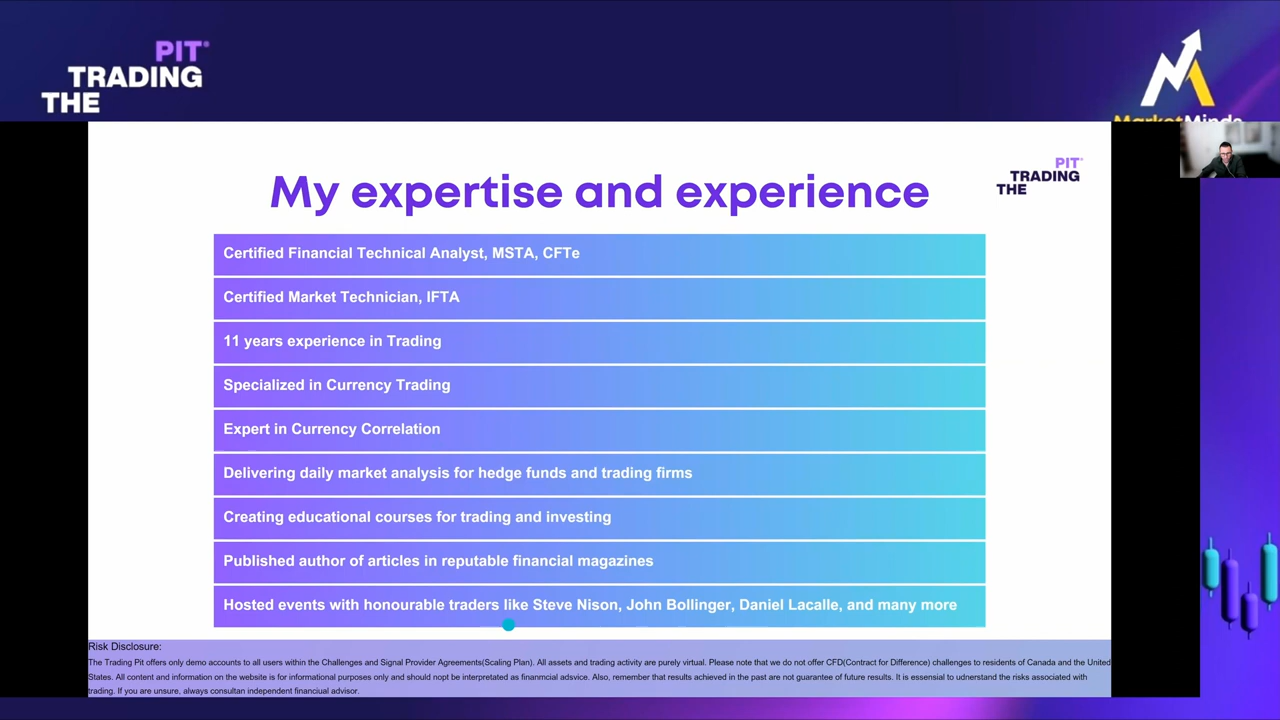 PIT
TRADING
THE
MarketMinds
My expertise and experience
PIT
TRADING
THE
Certified Financial Technical Analyst, MSTA, CFTe
Certified Market Technician, IFTA
11 years experience in Trading
Specialized in Currency Trading
Expert in Currency Correlation
Delivering daily market analysis for hedge funds and trading firms
Creating educational courses for trading and investing
Published author of articles in reputable financial magazines
Hosted events with honourable traders like Steve Nison, John Bollinger, Daniel Lacalle, and many more
Risk Disclosure:
The Trading Pit offers only demo accounts to all users within the Challenges and Signal Provider Agreements(Scaling Plan). All assets and trading activity are purely virtual. Please note that we do not offer CFD(Contract for Difference) challenges to residents of Canada and the United
States. All content and information on the website is for informational purposes only and should nopt be interpretated as finanmcial adsvice. Also, remember that results achieved in the past are not guarantee of future results. It is essensial to udnerstand the risks associated with
trading. If you are unsure, always consultan independent financiual advisor.